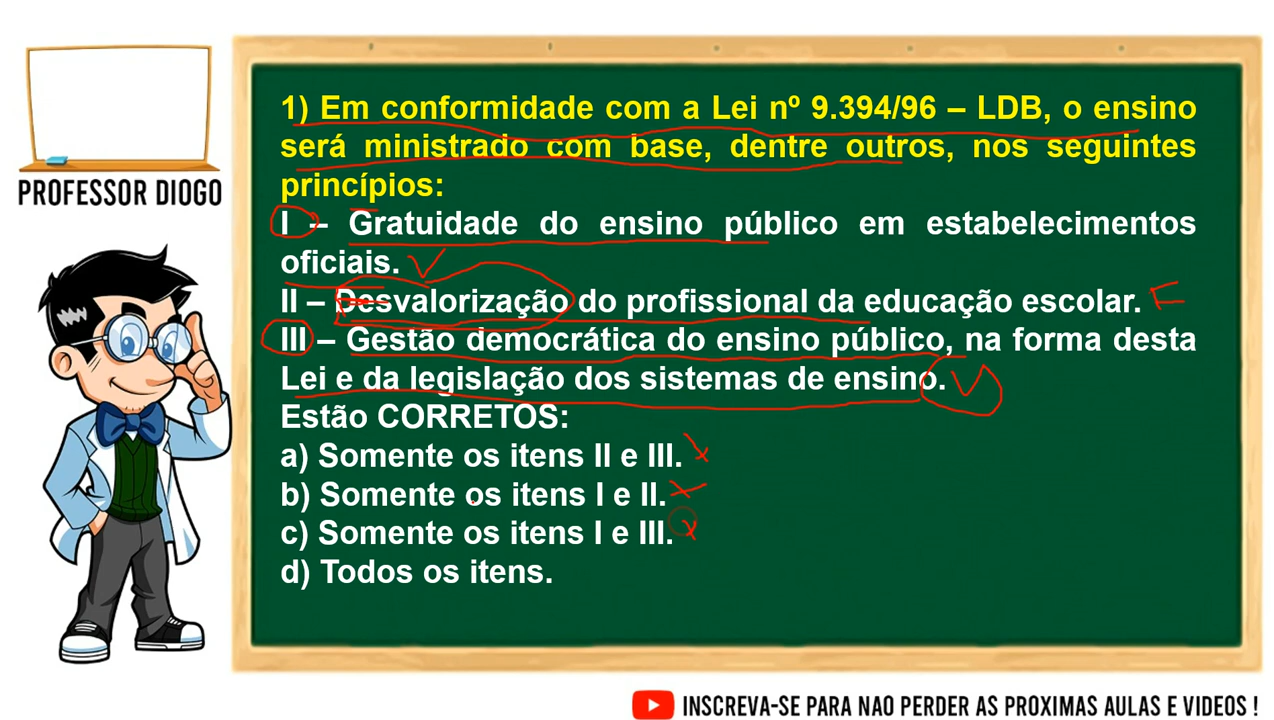 PROFESSOR DIOGO
1) Em conformidade com a Lei nº 9.394/96 – LDB, o ensino
será ministrado com base, dentre outros, nos seguintes
princípios:
I – Gratuidade do ensino público em estabelecimentos
oficiais.
II – Desvalorização do profissional da educação escolar. F
III – Gestão democrática do ensino público, na forma desta
Lei e da legislação dos sistemas de ensino. V
Estão CORRETOS:
a) Somente os itens II e III. x
b) Somente os itens I e II. x
c) Somente os itens I e III. x
d) Todos os itens.
INSCREVA-SE PARA NAO PERDER AS PROXIMAS AULAS E VIDEOS !